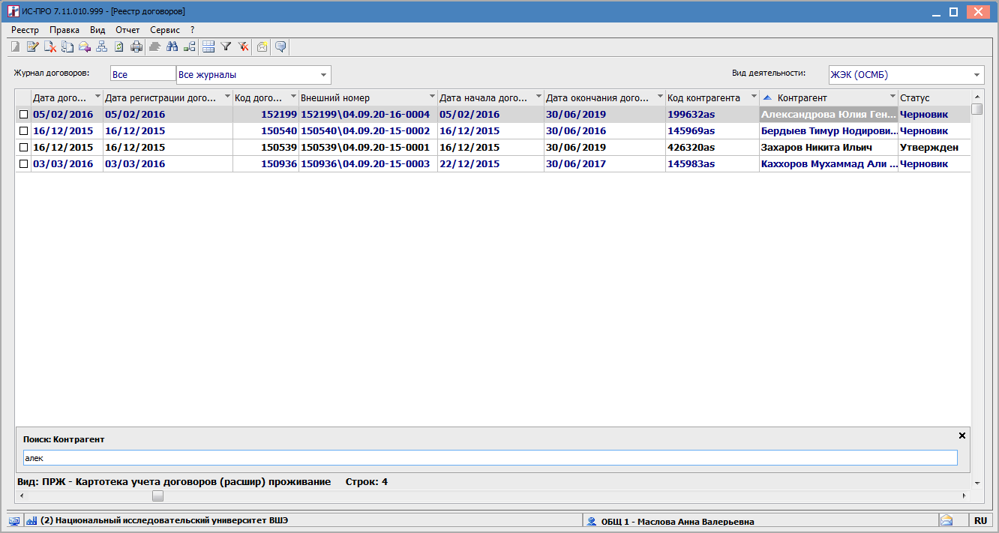 ИС-ПРО 7.11.010.999 - [Реестр договоров]
Реестр Правка Вид Отчет Сервис ?
Журнал договоров: Все Все журналы Вид деятельности: ЖЭК (ОСМБ)
Дата дого... Дата регистрации дого... Код дого... Внешний номер Дата начала дого... Дата окончания дого... Код контрагента Контрагент Статус
05/02/2016 05/02/2016 152199 152199\04.09.20-16-0004 05/02/2016 30/06/2019 199632as Александрова Юлия Ген... Черновик
16/12/2015 16/12/2015 150540 150540\04.09.20-15-0002 16/12/2015 30/06/2016 145969as Бердыев Тимур Нодирови... Черновик
16/12/2015 16/12/2015 150539 150539\04.09.20-15-0001 16/12/2015 30/06/2019 426320as Захаров Никита Ильич Утвержден
03/03/2016 03/03/2016 150936 150936\04.09.20-15-0003 22/12/2015 30/06/2017 145983as Каххоров Мухаммад Али ... Черновик
Поиск: Контрагент
алек
Вид: ПРЖ - Картотека учета договоров (расшир) проживание Строк: 4
(2) Национальный исследовательский университет ВШЭ ОБЩ 1 - Маслова Анна Валерьевна RU